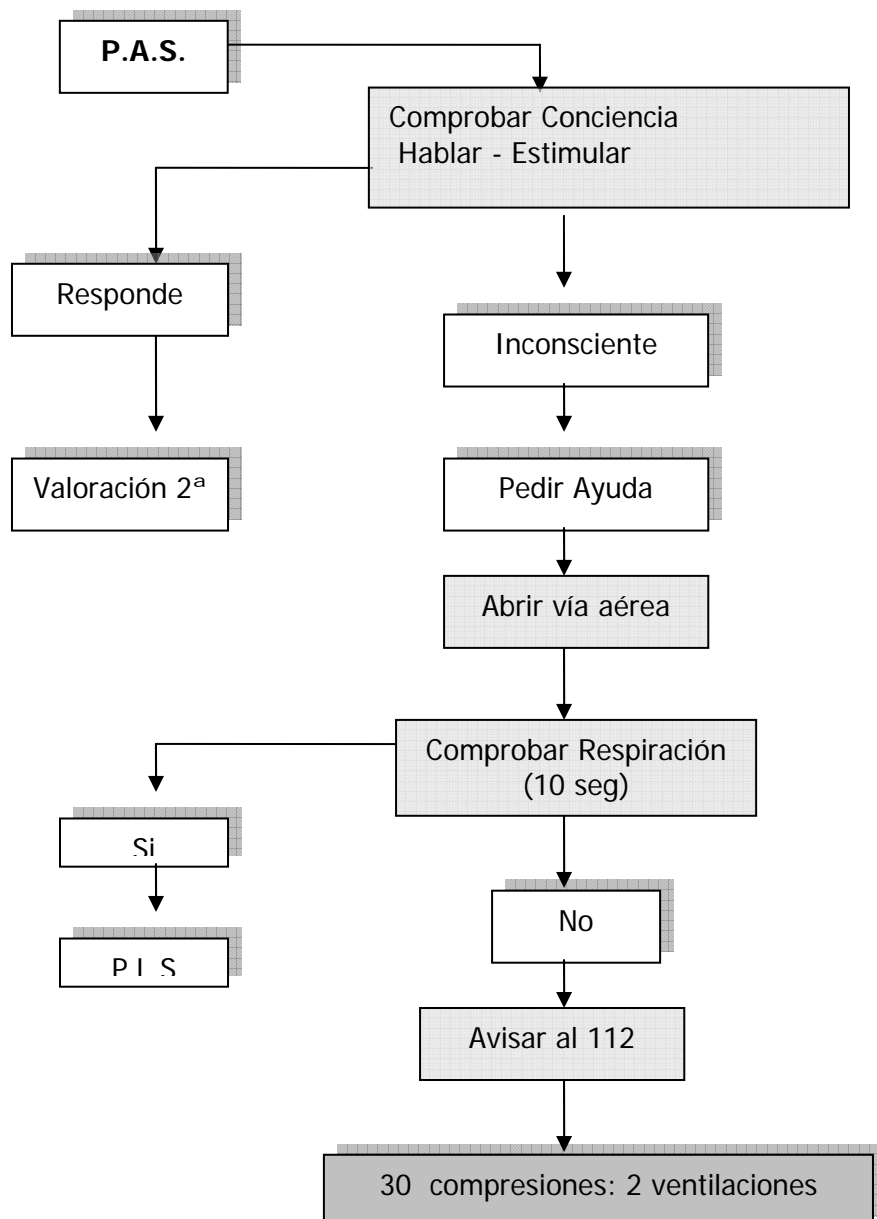 P.A.S.
Comprobar Conciencia
Hablar - Estimular
Responde
Inconsciente
Valoración 2ª
Pedir Ayuda
Abrir vía aérea
Comprobar Respiración
(10 seg)
Si
No
P.I. S
Avisar al 112
30 compresiones: 2 ventilaciones